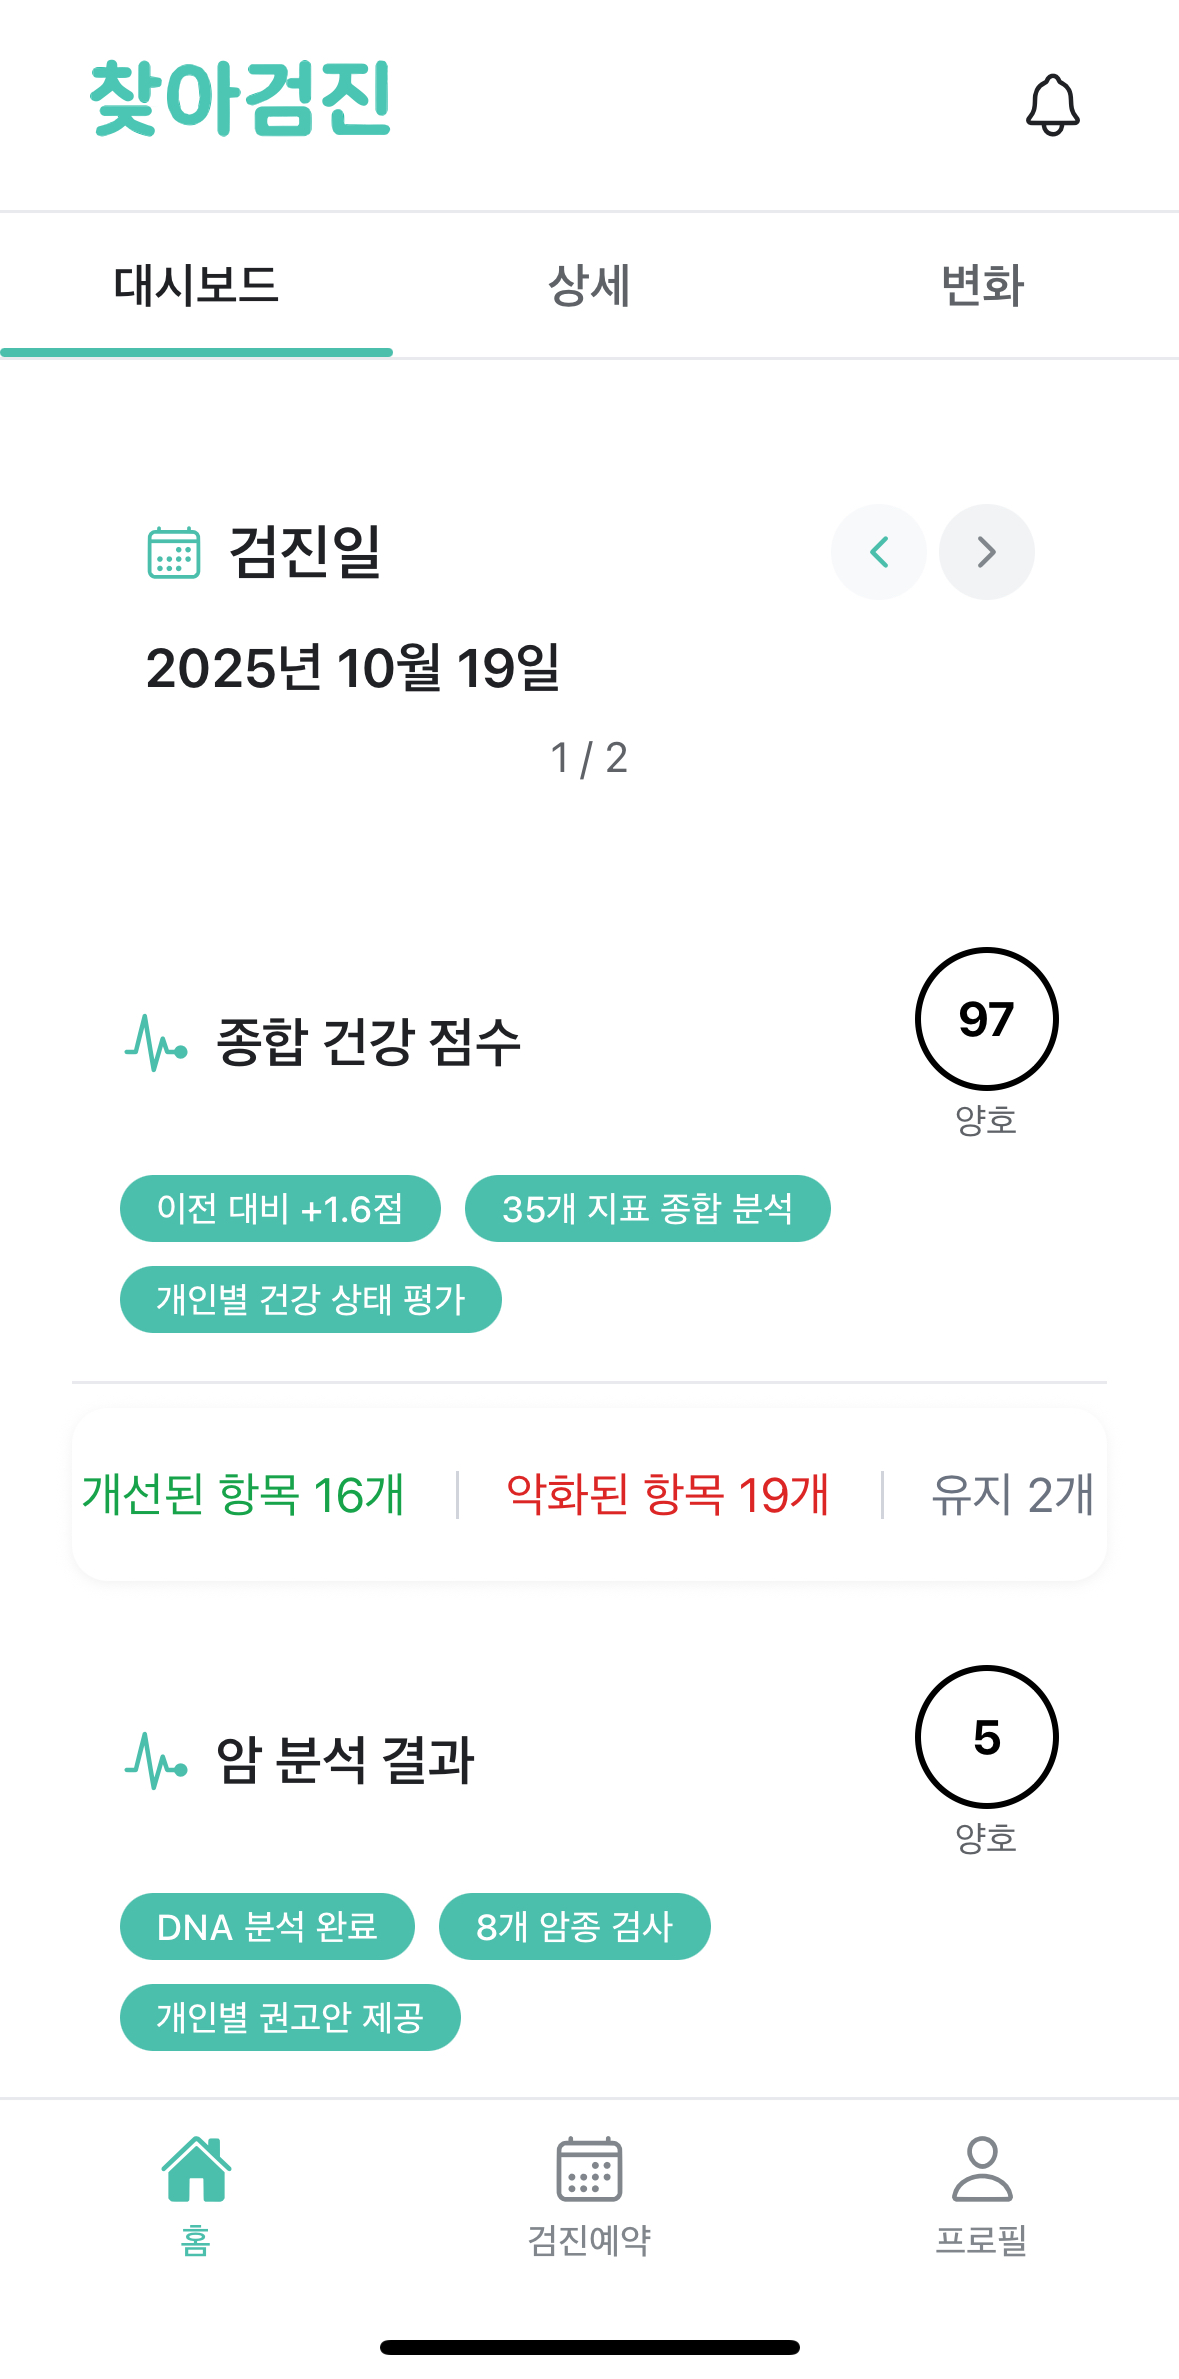 찾아검진
대시보드 상세 변화
검진일
2025년 10월 19일
1 / 2
종합 건강 점수
97
양호
이전 대비 +1.6점 35개 지표 종합 분석
개인별 건강 상태 평가
개선된 항목 16개 악화된 항목 19개 유지 2개
암 분석 결과
5
양호
DNA 분석 완료 8개 암종 검사
개인별 권고안 제공
홈 검진예약 프로필